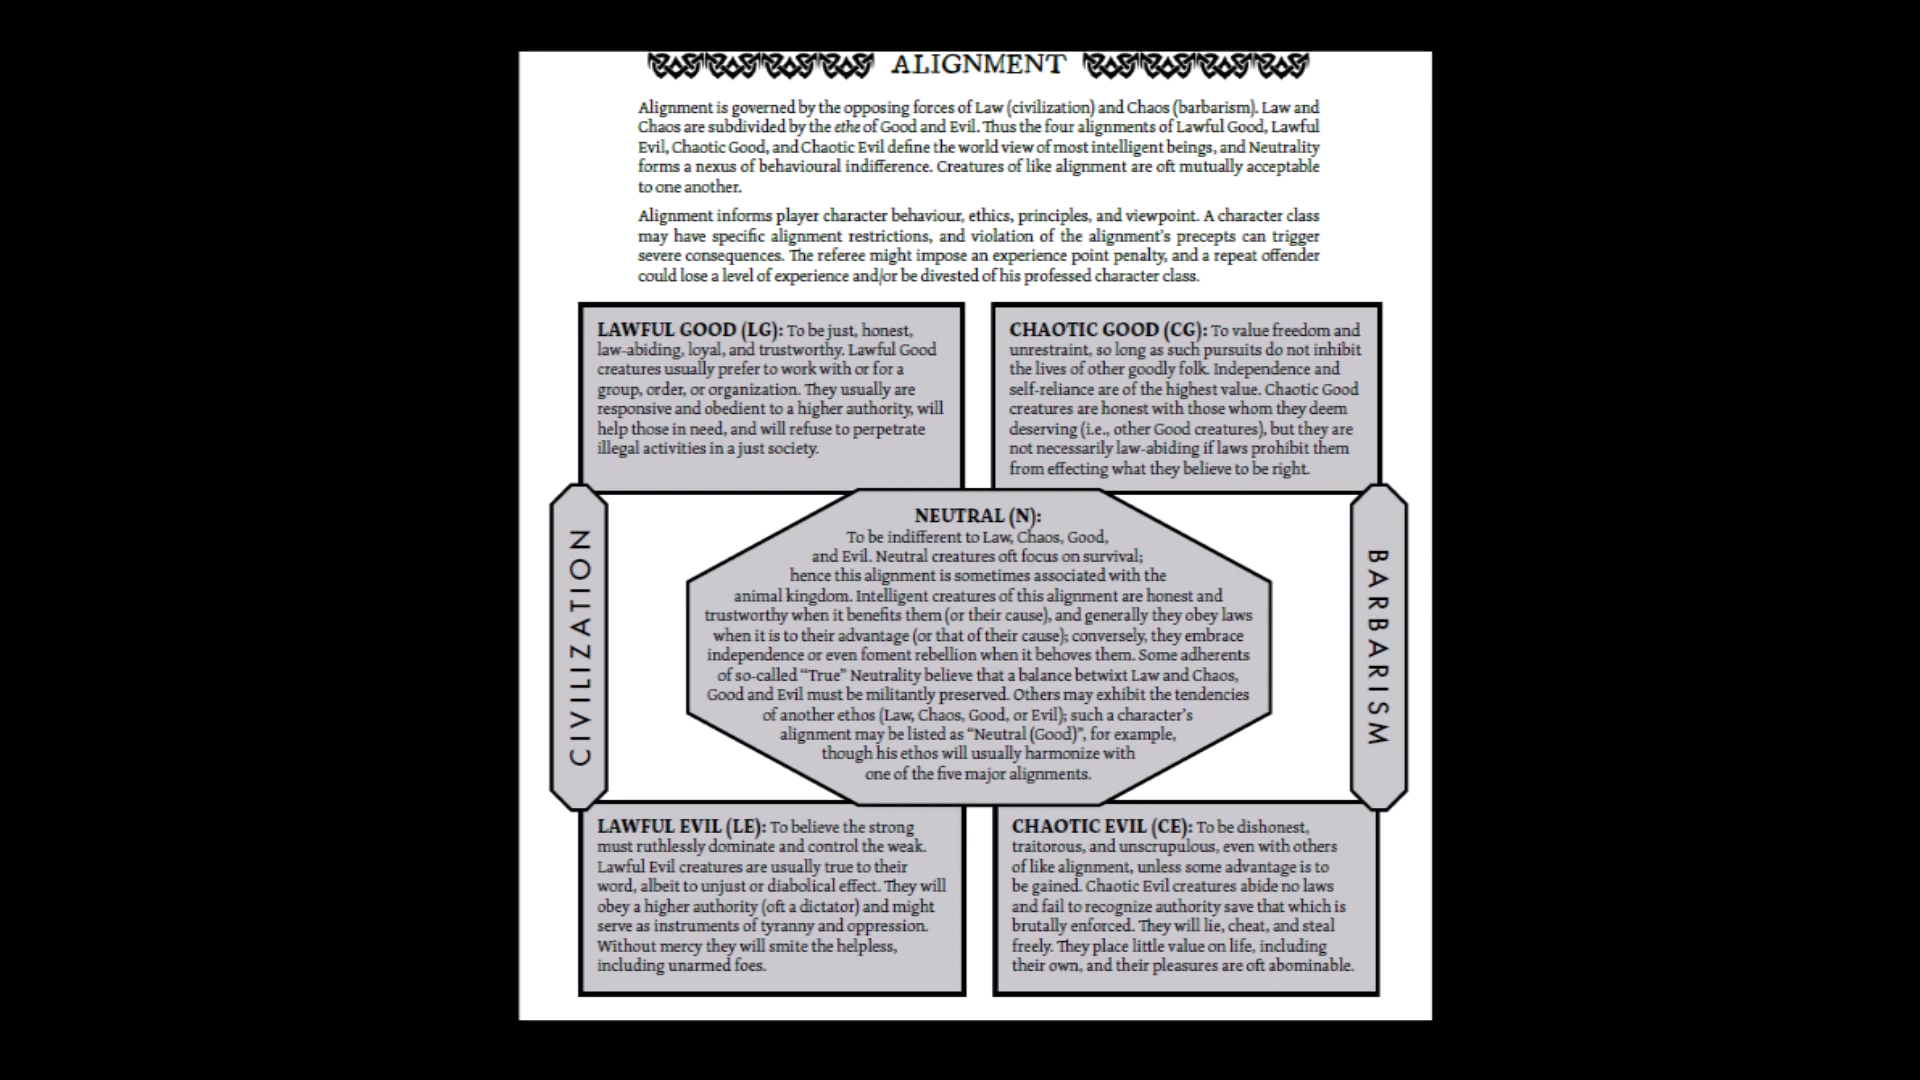 ALIGNMENT
Alignment is governed by the opposing forces of Law (civilization) and Chaos (barbarism). Law and
Chaos are subdivided by the ethe of Good and Evil. Thus the four alignments of Lawful Good, Lawful
Evil, Chaotic Good, and Chaotic Evil define the world view of most intelligent beings, and Neutrality
forms a nexus of behavioural indifference. Creatures of like alignment are oft mutually acceptable
to one another.
Alignment informs player character behaviour, ethics, principles, and viewpoint. A character class
may have specific alignment restrictions, and violation of the alignment's precepts can trigger
severe consequences. The referee might impose an experience point penalty, and a repeat offender
could lose a level of experience and/or be divested of his professed character class.
LAWFUL GOOD (LG): To be just, honest,
law-abiding, loyal, and trustworthy. Lawful Good
creatures usually prefer to work with or for a
group, order, or organization. They usually are
responsive and obedient to a higher authority, will
help those in need, and will refuse to perpetrate
illegal activities in a just society.
CHAOTIC GOOD (CG): To value freedom and
unrestraint, so long as such pursuits do not inhibit
the lives of other goodly folk. Independence and
self-reliance are of the highest value. Chaotic Good
creatures are honest with those whom they deem
deserving (i.e., other Good creatures), but they are
not necessarily law-abiding if laws prohibit them
from effecting what they believe to be right.
CIVILIZATION
NEUTRAL (N):
To be indifferent to Law, Chaos, Good,
and Evil. Neutral creatures oft focus on survival;
hence this alignment is sometimes associated with the
animal kingdom. Intelligent creatures of this alignment are honest and
trustworthy when it benefits them (or their cause), and generally they obey laws
when it is to their advantage (or that of their cause); conversely, they embrace
independence or even foment rebellion when it behoves them. Some adherents
of so-called “True” Neutrality believe that a balance betwixt Law and Chaos,
Good and Evil must be militantly preserved. Others may exhibit the tendencies
of another ethos (Law, Chaos, Good, or Evil); such a character's
alignment may be listed as “Neutral (Good)”, for example,
though his ethos will usually harmonize with
one of the five major alignments.
BARBARISM
LAWFUL EVIL (LE): To believe the strong
must ruthlessly dominate and control the weak.
Lawful Evil creatures are usually true to their
word, albeit to unjust or diabolical effect. They will
obey a higher authority (oft a dictator) and might
serve as instruments of tyranny and oppression.
Without mercy they will smite the helpless,
including unarmed foes.
CHAOTIC EVIL (CE): To be dishonest,
traitorous, and unscrupulous, even with others
of like alignment, unless some advantage is to
be gained. Chaotic Evil creatures abide no laws
and fail to recognize authority save that which is
brutally enforced. They will lie, cheat, and steal
freely. They place little value on life, including
their own, and their pleasures are oft abominable.